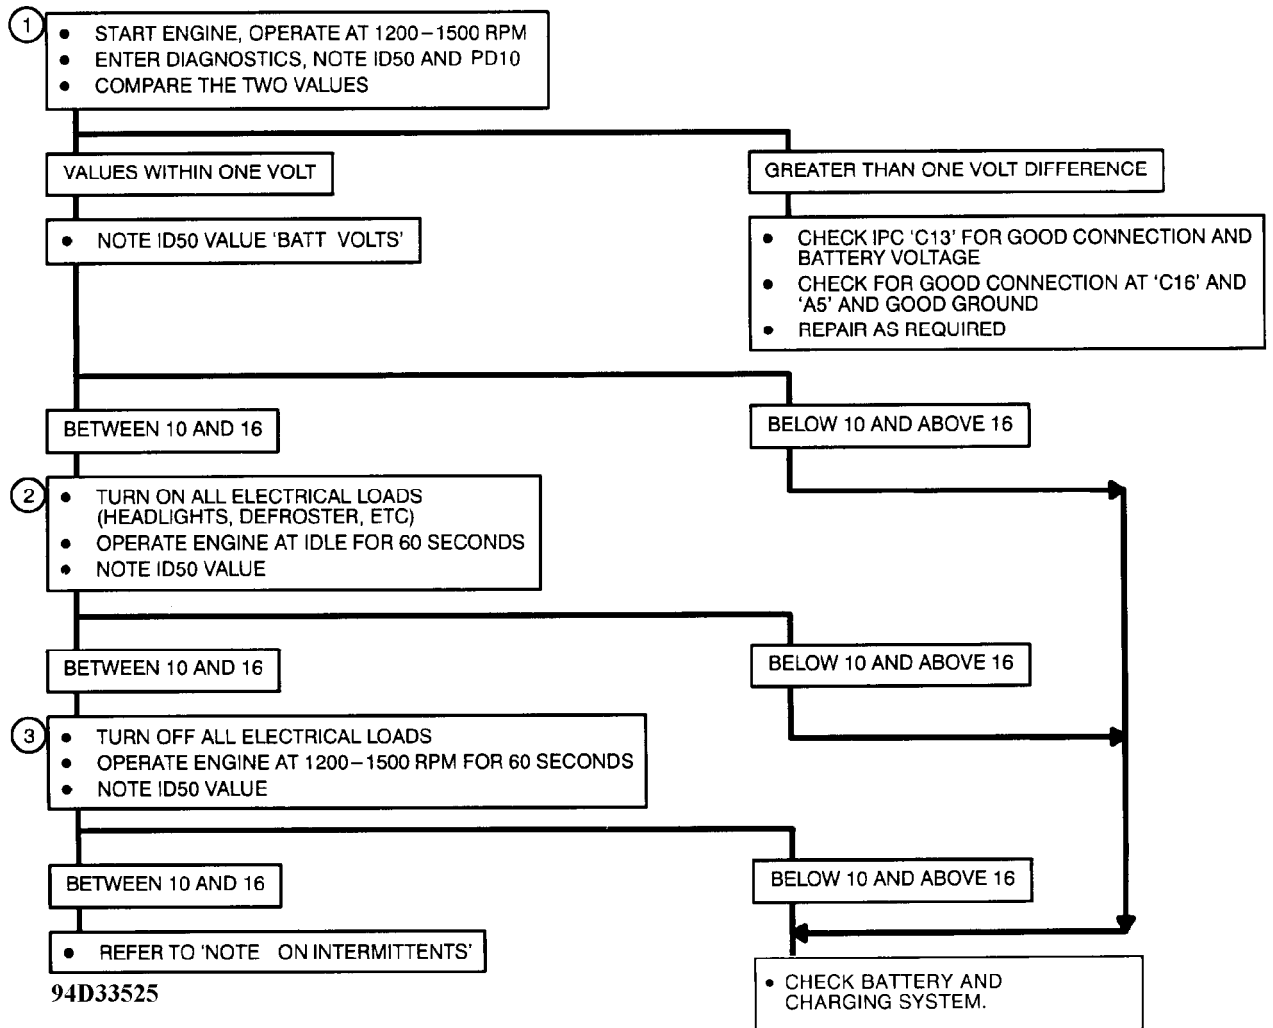 1
• START ENGINE, OPERATE AT 1200–1500 RPM
• ENTER DIAGNOSTICS, NOTE ID50 AND PD10
• COMPARE THE TWO VALUES
VALUES WITHIN ONE VOLT
GREATER THAN ONE VOLT DIFFERENCE
• NOTE ID50 VALUE ‘BATT VOLTS’
• CHECK IPC ‘C13’ FOR GOOD CONNECTION AND
BATTERY VOLTAGE
• CHECK FOR GOOD CONNECTION AT ‘C16’ AND
‘A5’ AND GOOD GROUND
• REPAIR AS REQUIRED
BETWEEN 10 AND 16
BELOW 10 AND ABOVE 16
2
• TURN ON ALL ELECTRICAL LOADS
(HEADLIGHTS, DEFROSTER, ETC)
• OPERATE ENGINE AT IDLE FOR 60 SECONDS
• NOTE ID50 VALUE
BETWEEN 10 AND 16
BELOW 10 AND ABOVE 16
3
• TURN OFF ALL ELECTRICAL LOADS
• OPERATE ENGINE AT 1200–1500 RPM FOR 60 SECONDS
• NOTE ID50 VALUE
BETWEEN 10 AND 16
BELOW 10 AND ABOVE 16
• REFER TO ‘NOTE ON INTERMITTENTS’
• CHECK BATTERY AND
CHARGING SYSTEM.
94D33525